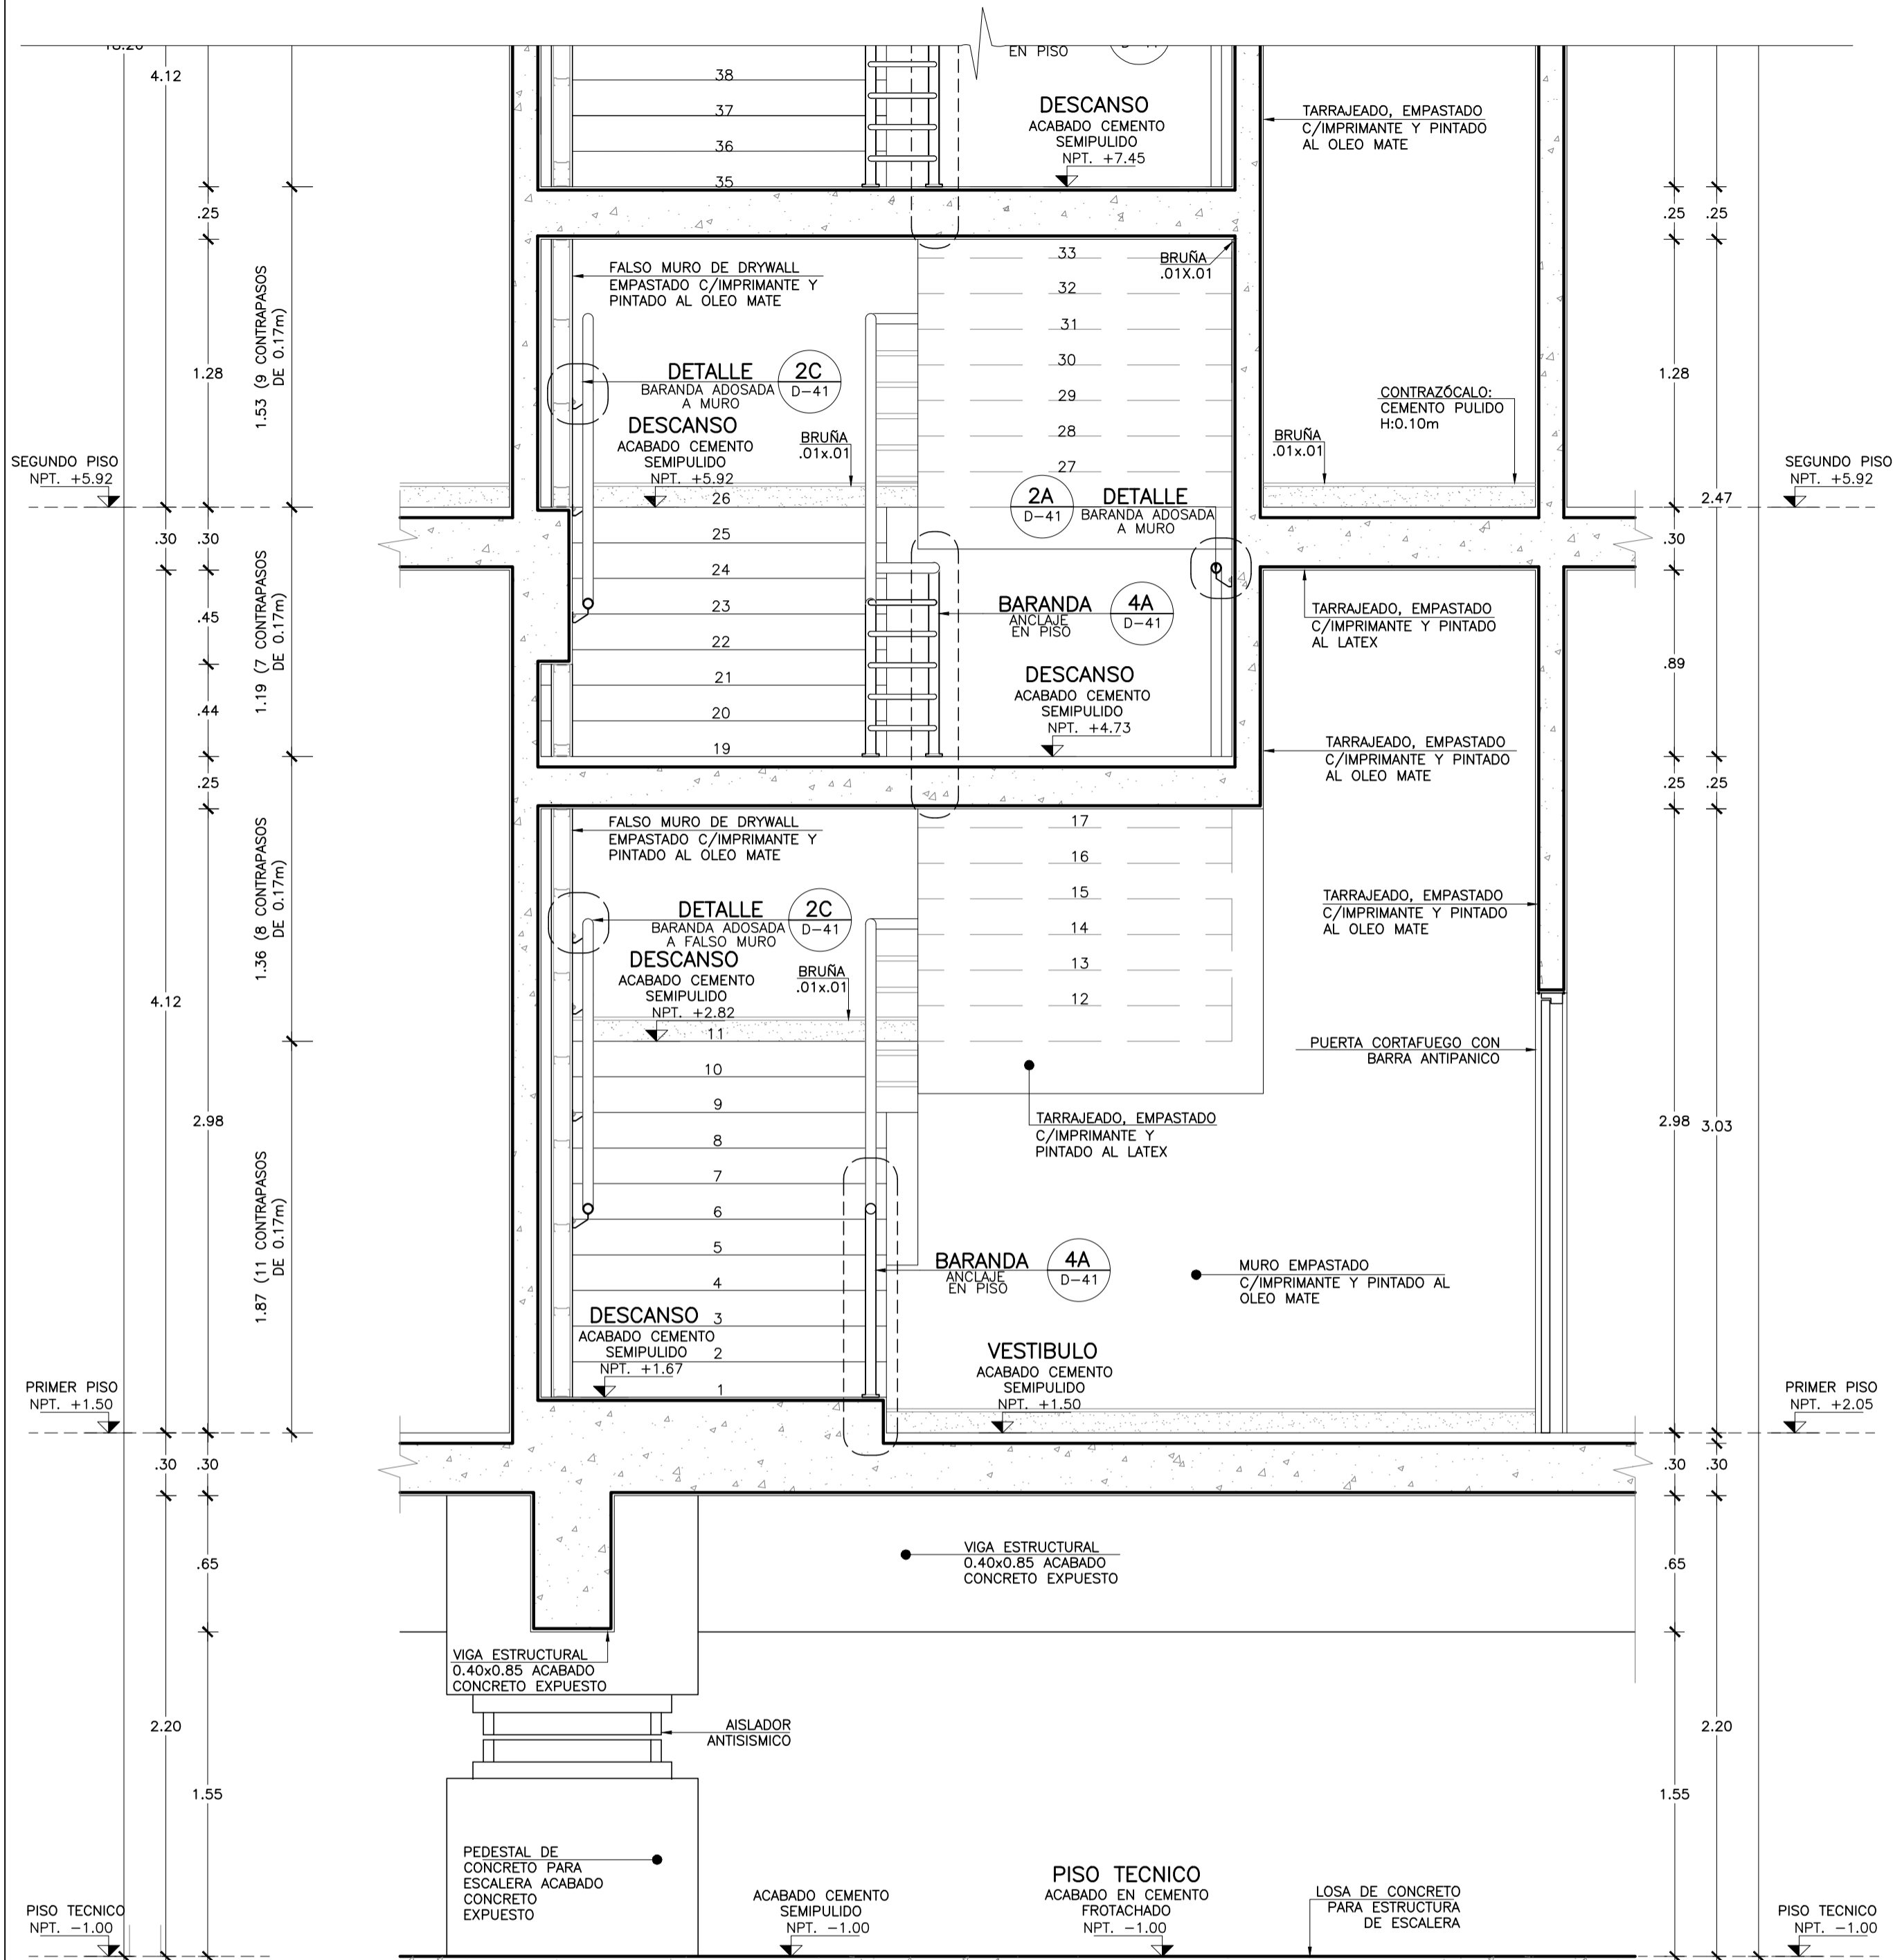 4.12
38
37
36
35
EN PISO
DESCANSO
ACABADO CEMENTO
SEMIPULIDO
NPT. +7.45
TARRAJEADO, EMPASTADO
C/IMPRIMANTE Y PINTADO
AL OLEO MATE
.25
.25
.25
1.28
1.53 (9 CONTRAPASOS
DE 0.17m)
FALSO MURO DE DRYWALL
EMPASTADO C/IMPRIMANTE Y
PINTADO AL OLEO MATE
33
32
31
30
29
28
27
BRUÑA
.01X.01
DETALLE
BARANDA ADOSADA
A MURO
2C
D-41
DESCANSO
ACABADO CEMENTO
SEMIPULIDO
NPT. +5.92
BRUÑA
.01x.01
CONTRAZÓCALO:
CEMENTO PULIDO
H:0.10m
BRUÑA
.01x.01
1.28
SEGUNDO PISO
NPT. +5.92
SEGUNDO PISO
NPT. +5.92
2.47
2A
D-41
DETALLE
BARANDA ADOSADA
A MURO
26
25
24
23
22
21
20
19
.30
.30
.45
.44
1.19 (7 CONTRAPASOS
DE 0.17m)
.30
.89
BARANDA
ANCLAJE
EN PISO
4A
D-41
DESCANSO
ACABADO CEMENTO
SEMIPULIDO
NPT. +4.73
TARRAJEADO, EMPASTADO
C/IMPRIMANTE Y PINTADO
AL LATEX
TARRAJEADO, EMPASTADO
C/IMPRIMANTE Y PINTADO
AL OLEO MATE
.25
.25
.25
FALSO MURO DE DRYWALL
EMPASTADO C/IMPRIMANTE Y
PINTADO AL OLEO MATE
17
16
15
14
13
12
1.36 (8 CONTRAPASOS
DE 0.17m)
DETALLE
BARANDA ADOSADA
A FALSO MURO
2C
D-41
DESCANSO
ACABADO CEMENTO
SEMIPULIDO
NPT. +2.82
BRUÑA
.01x.01
TARRAJEADO, EMPASTADO
C/IMPRIMANTE Y PINTADO
AL OLEO MATE
4.12
PUERTA CORTAFUEGO CON
BARRA ANTIPANICO
11
10
9
8
7
6
5
4
3
2
1
2.98
TARRAJEADO, EMPASTADO
C/IMPRIMANTE Y
PINTADO AL LATEX
2.98
3.03
1.87 (11 CONTRAPASOS
DE 0.17m)
BARANDA
ANCLAJE
EN PISO
4A
D-41
MURO EMPASTADO
C/IMPRIMANTE Y PINTADO AL
OLEO MATE
DESCANSO
ACABADO CEMENTO
SEMIPULIDO
NPT. +1.67
VESTIBULO
ACABADO CEMENTO
SEMIPULIDO
NPT. +1.50
PRIMER PISO
NPT. +1.50
PRIMER PISO
NPT. +2.05
.30
.30
.30
.30
.65
VIGA ESTRUCTURAL
0.40x0.85 ACABADO
CONCRETO EXPUESTO
.65
VIGA ESTRUCTURAL
0.40x0.85 ACABADO
CONCRETO EXPUESTO
2.20
AISLADOR
ANTISISMICO
2.20
1.55
1.55
PEDESTAL DE
CONCRETO PARA
ESCALERA ACABADO
CONCRETO
EXPUESTO
PISO TECNICO
NPT. -1.00
ACABADO CEMENTO
SEMIPULIDO
NPT. -1.00
PISO TECNICO
ACABADO EN CEMENTO
FROTACHADO
NPT. -1.00
LOSA DE CONCRETO
PARA ESTRUCTURA
DE ESCALERA
PISO TECNICO
NPT. -1.00